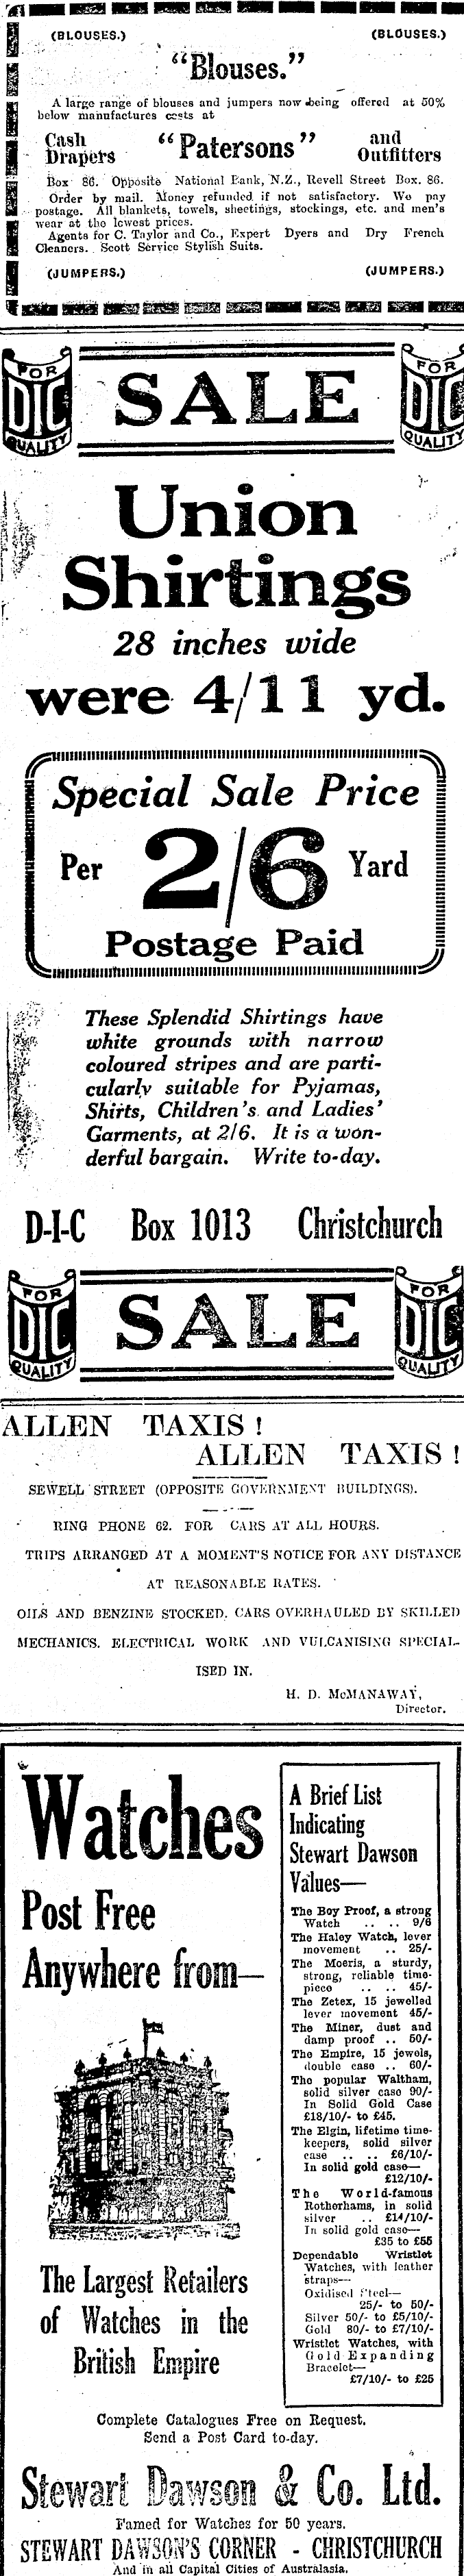 (BLOUSES.) (BLOUSES.)
"Blouses."
A large range of blouses and jumpers now being offered at 50%
below manufactures costs at
Cash Drapers "Patersons" and Outfitters
Box 86. Opposite National Bank, N.Z., Revell Street Box. 86.
Order by mail. Money refunded if not satisfactory. We pay
postage. All blankets, towels, sheetings, stockings, etc. and men's
wear at the lowest prices.
Agents for C. Taylor and Co., Expert Dyers and Dry French
Cleaners. Scott Service Stylish Suits.
(JUMPERS.) (JUMPERS.)
FOR DIC QUALITY SALE FOR DIC QUALITY
Union
Shirtings
28 inches wide
were 4/11 yd.
Special Sale Price
Per 2/6 Yard
Postage Paid
These Splendid Shirtings have
white grounds with narrow
coloured stripes and are parti-
cularly suitable for Pyjamas,
Shirts, Children's and Ladies'
Garments, at 2/6. It is a won-
derful bargain. Write to-day.
D-I-C Box 1013 Christchurch
FOR DIC QUALITY SALE FOR DIC QUALITY
ALLEN TAXIS!
ALLEN TAXIS!
SEWELL STREET (OPPOSITE GOVERNMENT BUILDINGS).
RING PHONE 62. FOR CARS AT ALL HOURS.
TRIPS ARRANGED AT A MOMENT'S NOTICE FOR ANY DISTANCE
AT REASONABLE RATES.
OILS AND BENZINE STOCKED. CARS OVERHAULED BY SKILLED
MECHANICS. ELECTRICAL WORK AND VULCANISING SPECIAL-
ISED IN.
H. D. McMANAWAY,
Director.
Watches
Post Free
Anywhere from—
The Largest Retailers
of Watches in the
British Empire
A Brief List
Indicating
Stewart Dawson
Values—
The Boy Proof, a strong
Watch .. .. 9/6
The Haley Watch, lever
movement .. 25/-
The Moeris, a sturdy,
strong, reliable time-
piece .. .. 45/-
The Zetex, 15 jewelled
lever movement 45/-
The Miner, dust and
damp proof .. 50/-
The Empire, 15 jewels,
double case .. 60/-
The popular Waltham,
solid silver case 90/-
In Solid Gold Case
£18/10/- to £45.
The Elgin, lifetime time-
keepers, solid silver
case .. .. £6/10/-
In solid gold case—
£12/10/-
The World-famous
Rotherhams, in solid
silver .. £14/10/-
In solid gold case—
£35 to £55
Dependable Wristlet
Watches, with leather
straps—
Oxidised Steel—
25/- to 50/-
Silver 50/- to £5/10/-
Gold 80/- to £7/10/-
Wristlet Watches, with
Gold Expanding
Bracelet—
£7/10/- to £25
Complete Catalogues Free on Request.
Send a Post Card to-day.
Stewart Dawson & Co. Ltd.
Famed for Watches for 50 years.
STEWART DAWSON'S CORNER - CHRISTCHURCH
And in all Capital Cities of Australasia.